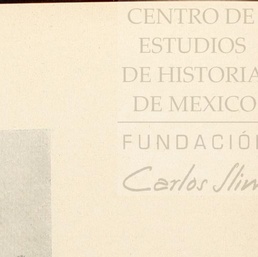 CENTRO DE
ESTUDIOS
DE HISTORIA
DE MEXICO
FUNDACIÓN
Carlos Slim